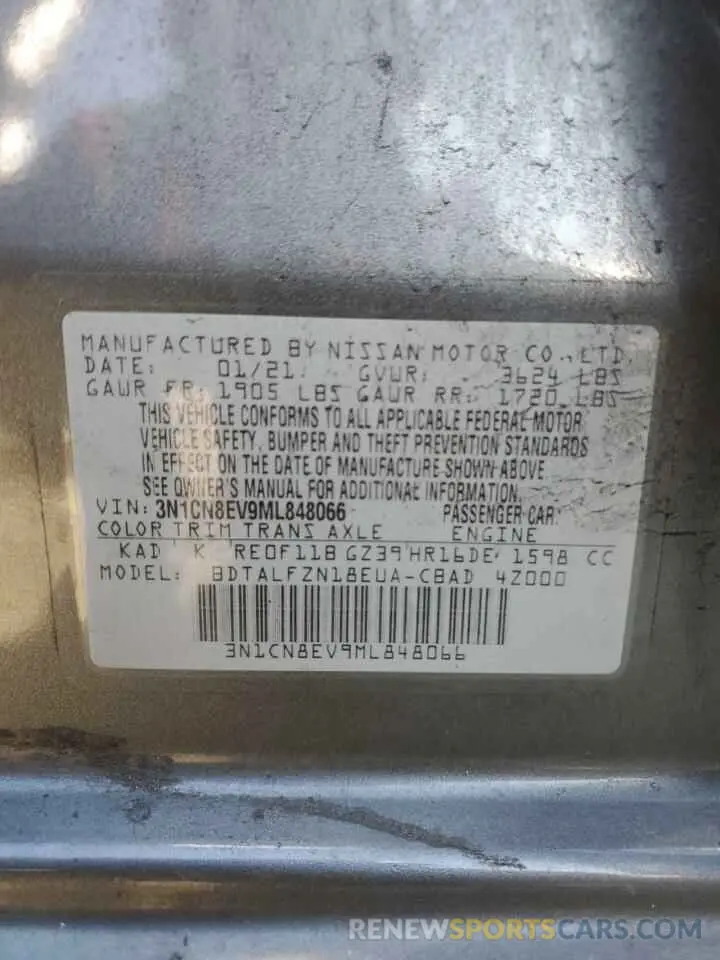 MANUFACTURED BY NISSAN MOTOR CO., LTD.
DATE: 01/21 GVWR: 3624 LBS
GAWR FR: 1905 LBS GAWR RR: 1720 LBS
THIS VEHICLE CONFORMS TO ALL APPLICABLE FEDERAL MOTOR
VEHICLE SAFETY, BUMPER AND THEFT PREVENTION STANDARDS
IN EFFECT ON THE DATE OF MANUFACTURE SHOWN ABOVE
SEE OWNER'S MANUAL FOR ADDITIONAL INFORMATION.
VIN: 3N1CN8EV9ML848066 PASSENGER CAR
COLOR TRIM TRANS AXLE ENGINE
KAD K RE0F11B GZ39 HR16DE 1598 CC
MODEL: BDTALFZN18EUA-CBAD 4Z000
3N1CN8EV9ML848066
RENEWSPORTSCARS.COM